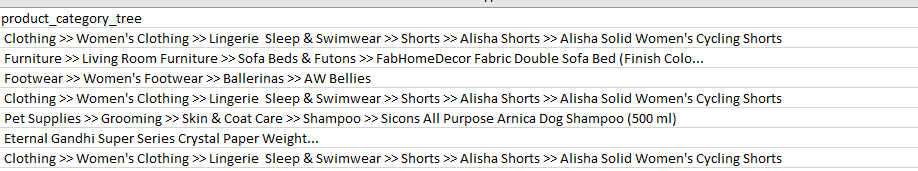 product_category_tree
Clothing >> Women's Clothing >> Lingerie  Sleep & Swimwear >> Shorts >> Alisha Shorts >> Alisha Solid Women's Cycling Shorts
Furniture >> Living Room Furniture >> Sofa Beds & Futons >> FabHomeDecor Fabric Double Sofa Bed (Finish Colo...
Footwear >> Women's Footwear >> Ballerinas >> AW Bellies
Clothing >> Women's Clothing >> Lingerie  Sleep & Swimwear >> Shorts >> Alisha Shorts >> Alisha Solid Women's Cycling Shorts
Pet Supplies >> Grooming >> Skin & Coat Care >> Shampoo >> Sicons All Purpose Arnica Dog Shampoo (500 ml)
Eternal Gandhi Super Series Crystal Paper Weight...
Clothing >> Women's Clothing >> Lingerie  Sleep & Swimwear >> Shorts >> Alisha Shorts >> Alisha Solid Women's Cycling Shorts